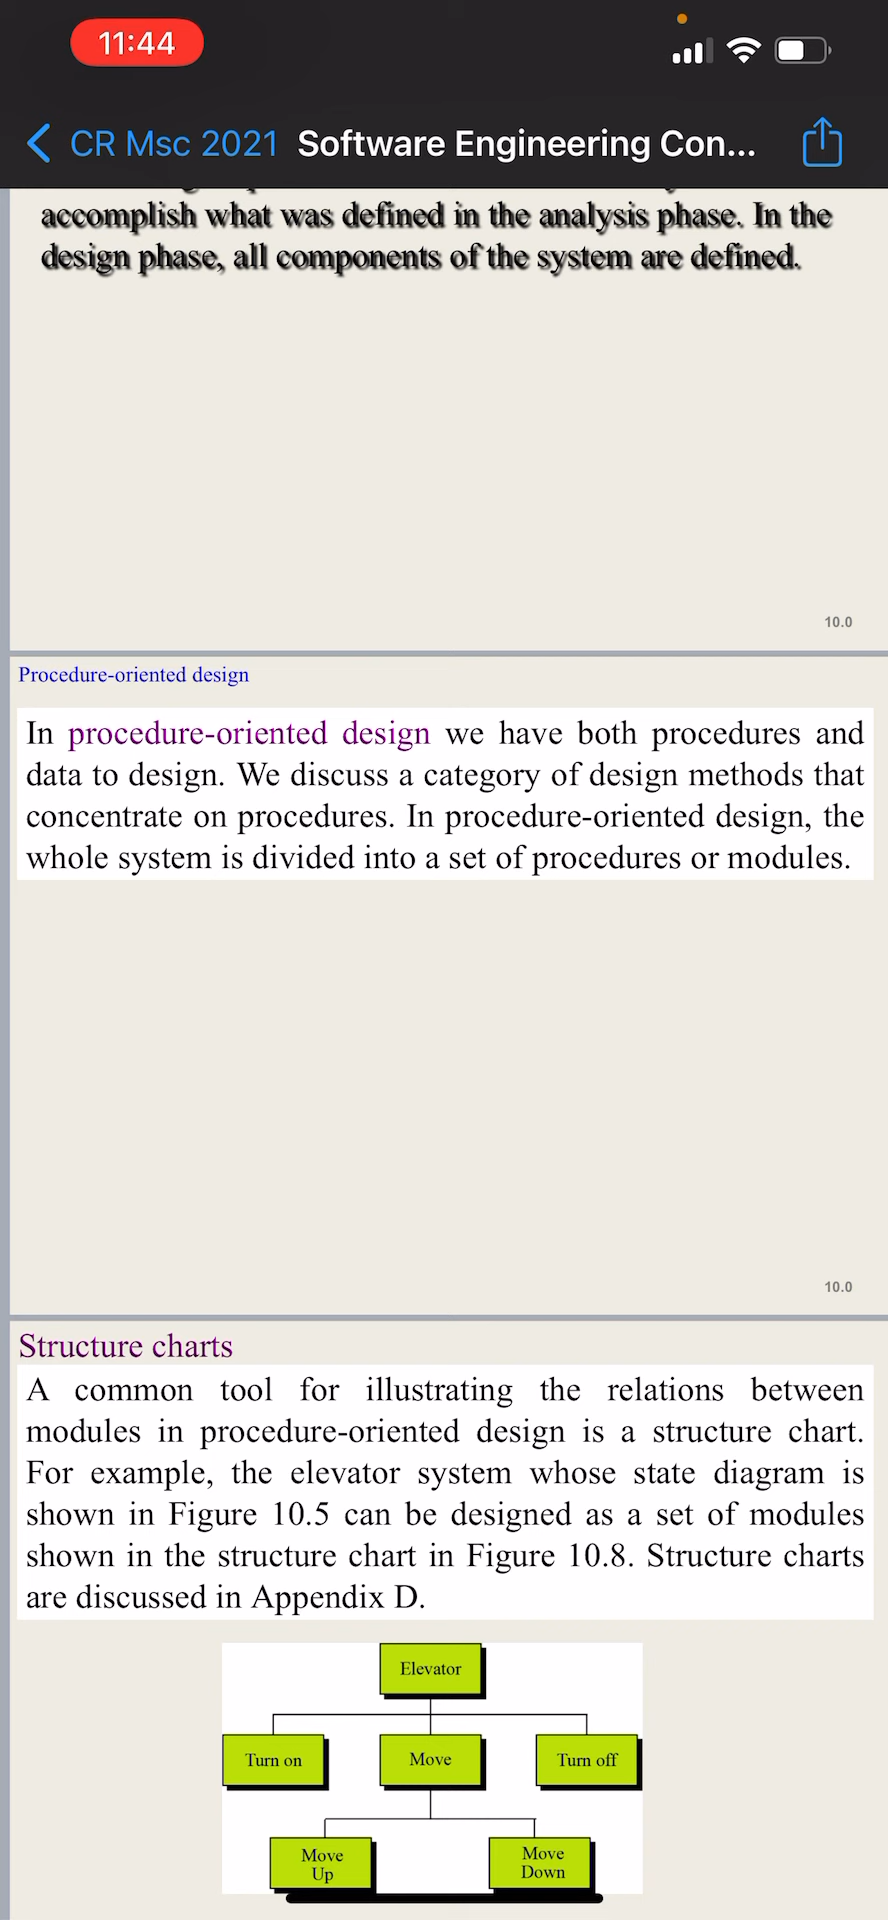 11:44
CR Msc 2021 Software Engineering Con...
accomplish what was defined in the analysis phase. In the
design phase, all components of the system are defined.
10.0
Procedure-oriented design
In procedure-oriented design we have both procedures and
data to design. We discuss a category of design methods that
concentrate on procedures. In procedure-oriented design, the
whole system is divided into a set of procedures or modules.
10.0
Structure charts
A common tool for illustrating the relations between
modules in procedure-oriented design is a structure chart.
For example, the elevator system whose state diagram is
shown in Figure 10.5 can be designed as a set of modules
shown in the structure chart in Figure 10.8. Structure charts
are discussed in Appendix D.
Elevator
Turn on Move Turn off
Move Move
Up Down